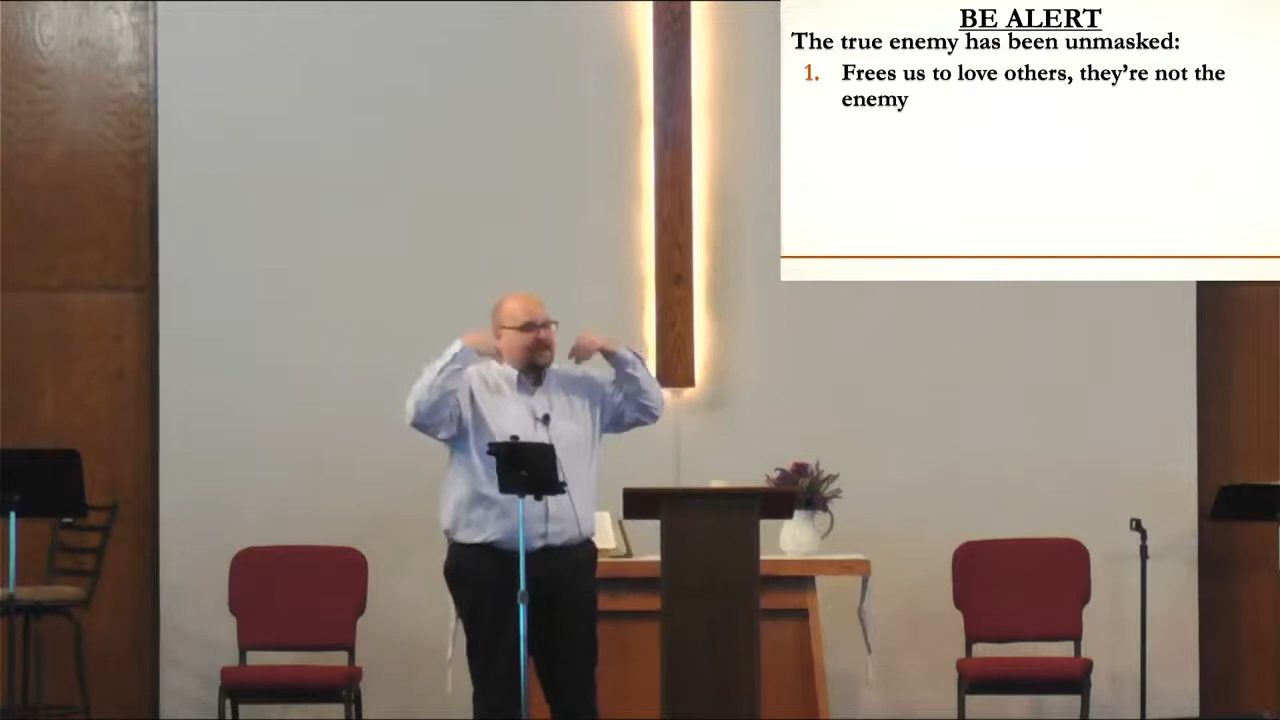 BE ALERT
The true enemy has been unmasked:
1. Frees us to love others, they’re not the
enemy